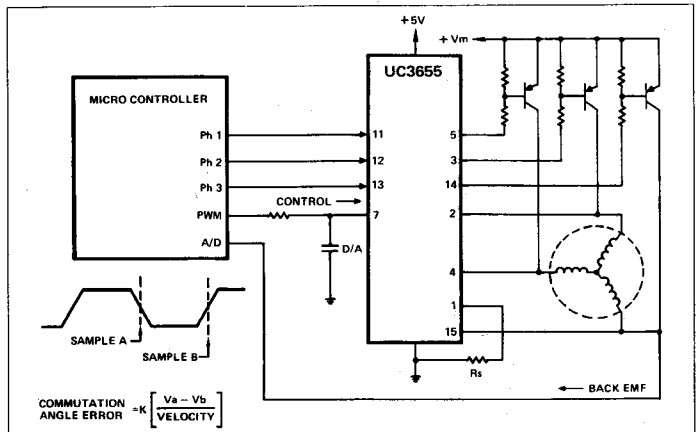 +5V
+ Vm
UC3655
MICRO CONTROLLER
Ph 1
11
5
Ph 2
12
3
Ph 3
13
14
CONTROL
PWM
7
2
A/D
D/A
4
1
15
SAMPLE A
SAMPLE B
Rs
BACK EMF
COMMUTATION
ANGLE ERROR = K [ Va – Vb / VELOCITY ]